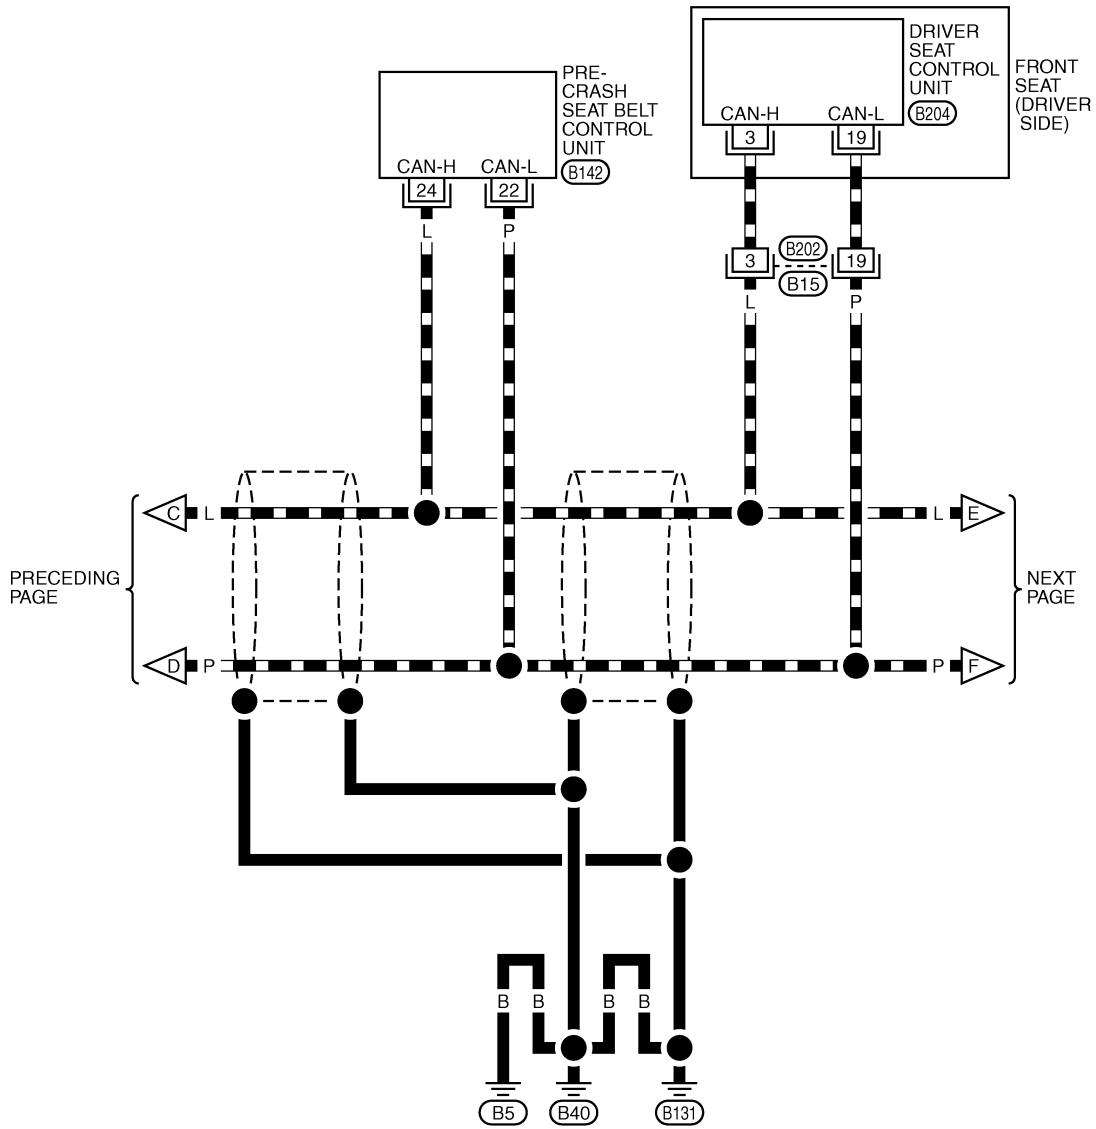 PRE-
CRASH
SEAT BELT
CONTROL
UNIT
B142
CAN-H CAN-L
24 22
L P
DRIVER
SEAT
CONTROL
UNIT
B204
FRONT
SEAT
(DRIVER
SIDE)
CAN-H CAN-L
3 19
B202
3 19
B15
L P
C L L E
PRECEDING
PAGE
NEXT
PAGE
D P P F
B B B B
B5 B40 B131